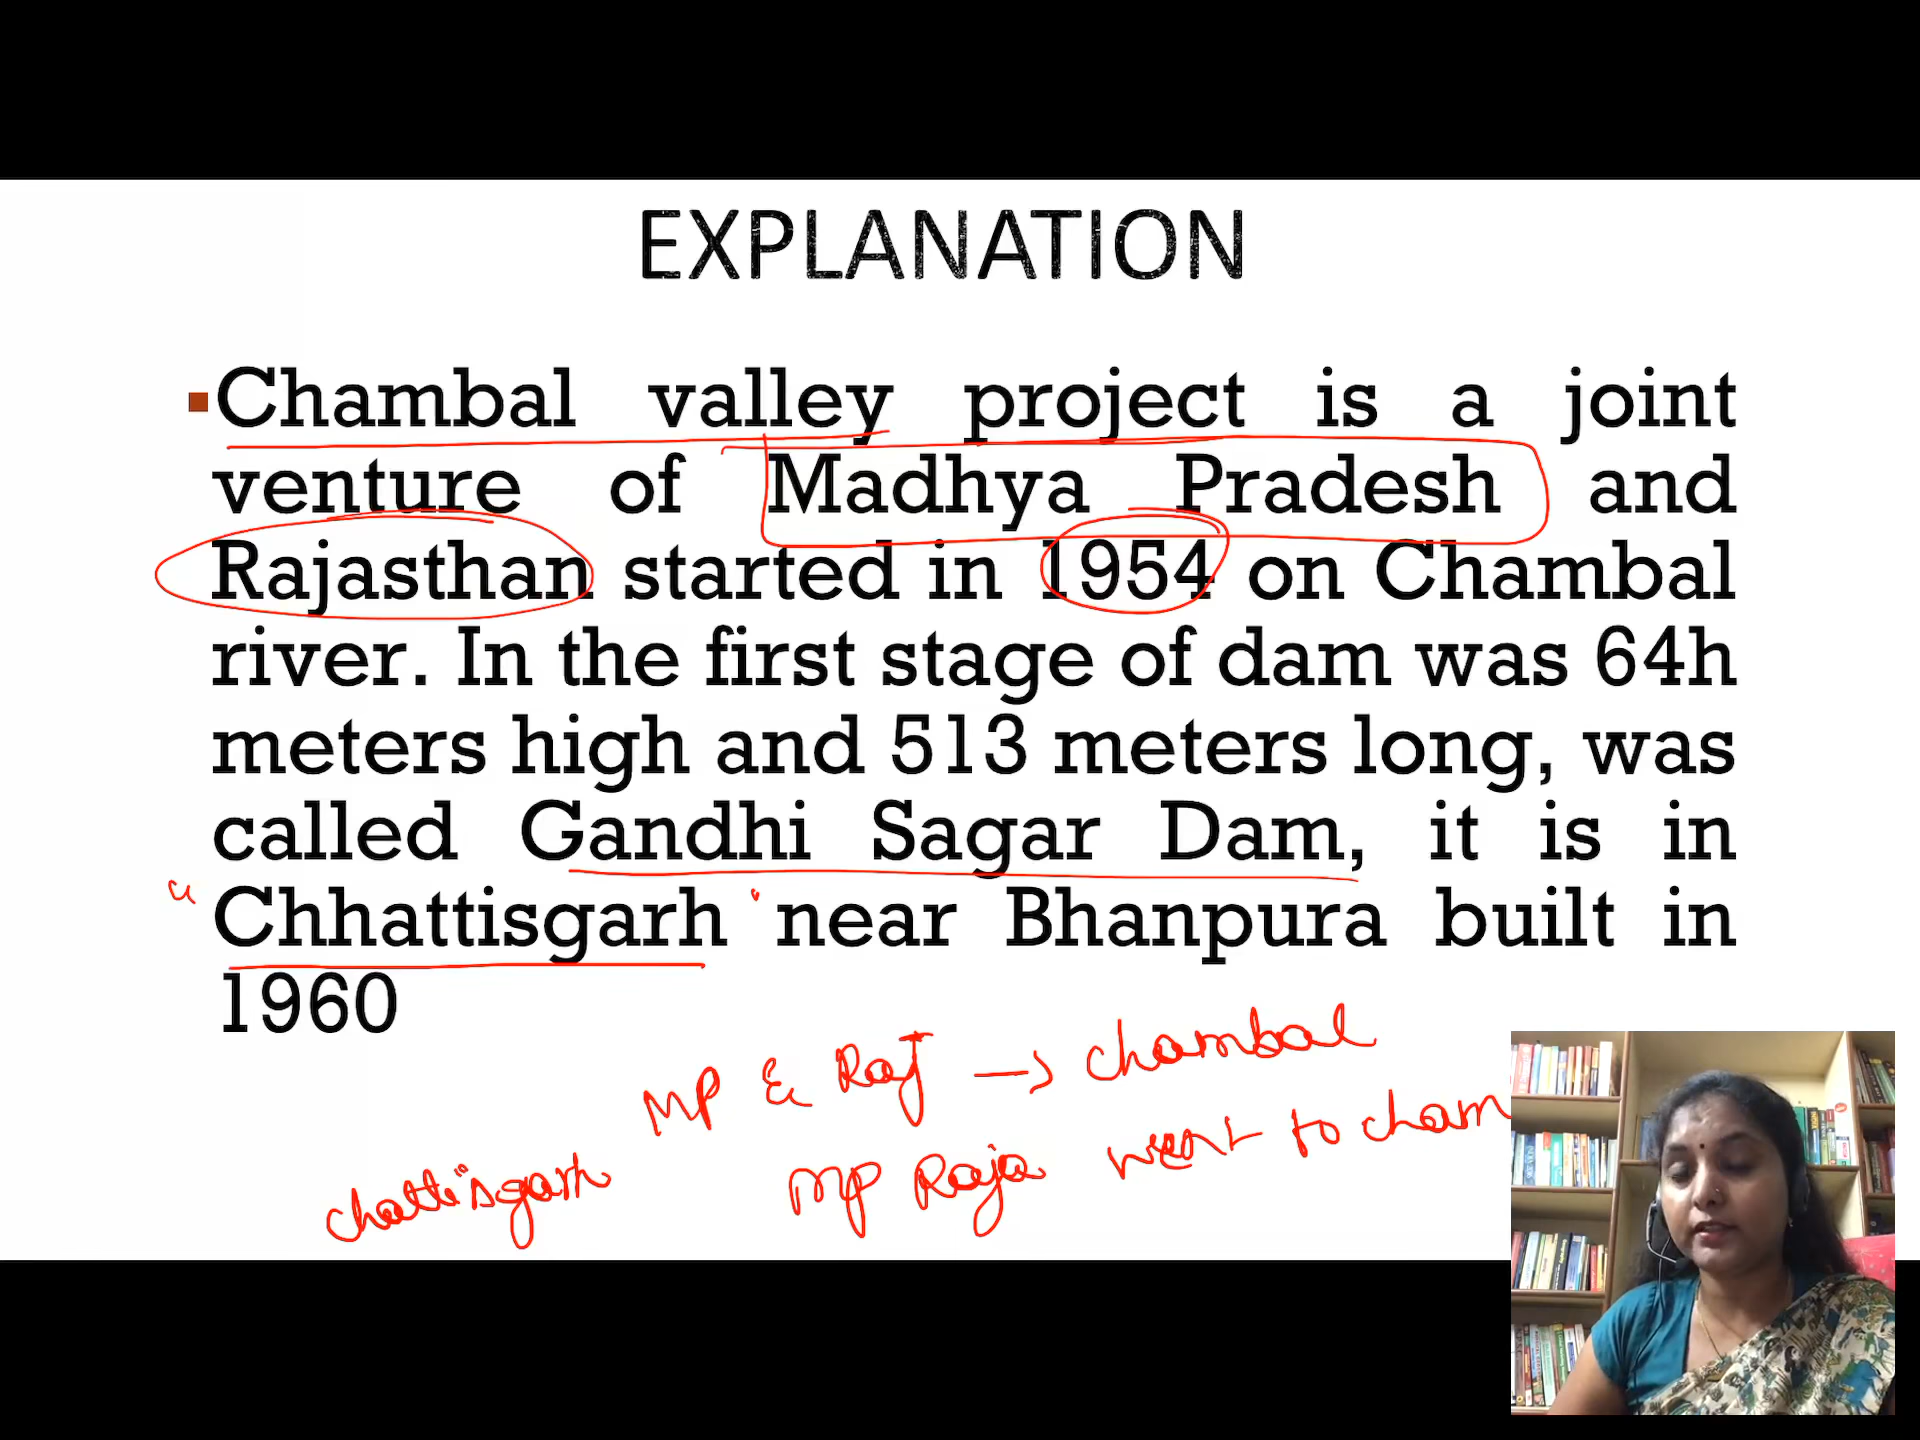 EXPLANATION
Chambal valley project is a joint
venture of Madhya Pradesh and
Rajasthan started in 1954 on Chambal
river. In the first stage of dam was 64h
meters high and 513 meters long, was
called Gandhi Sagar Dam, it is in
Chhattisgarh near Bhanpura built in
1960
MP & Raj → Chambal
MP Raja went to cham
chattisgarh